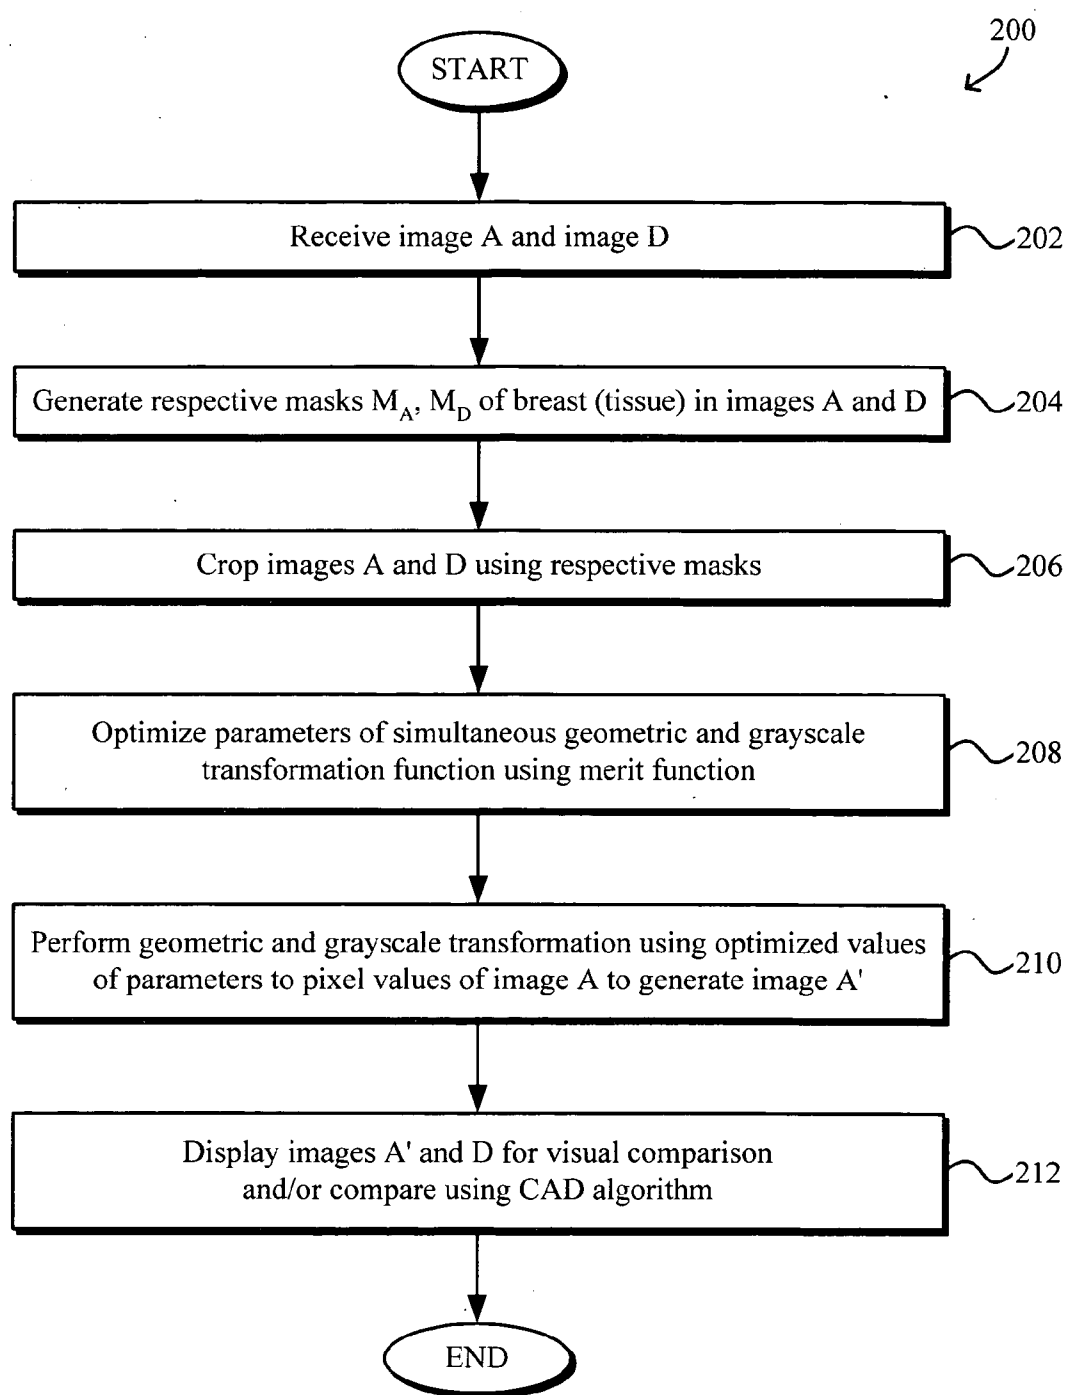 200
START
Receive image A and image D
202
Generate respective masks M_A, M_D of breast (tissue) in images A and D
204
Crop images A and D using respective masks
206
Optimize parameters of simultaneous geometric and grayscale
transformation function using merit function
208
Perform geometric and grayscale transformation using optimized values
of parameters to pixel values of image A to generate image A'
210
Display images A' and D for visual comparison
and/or compare using CAD algorithm
212
END